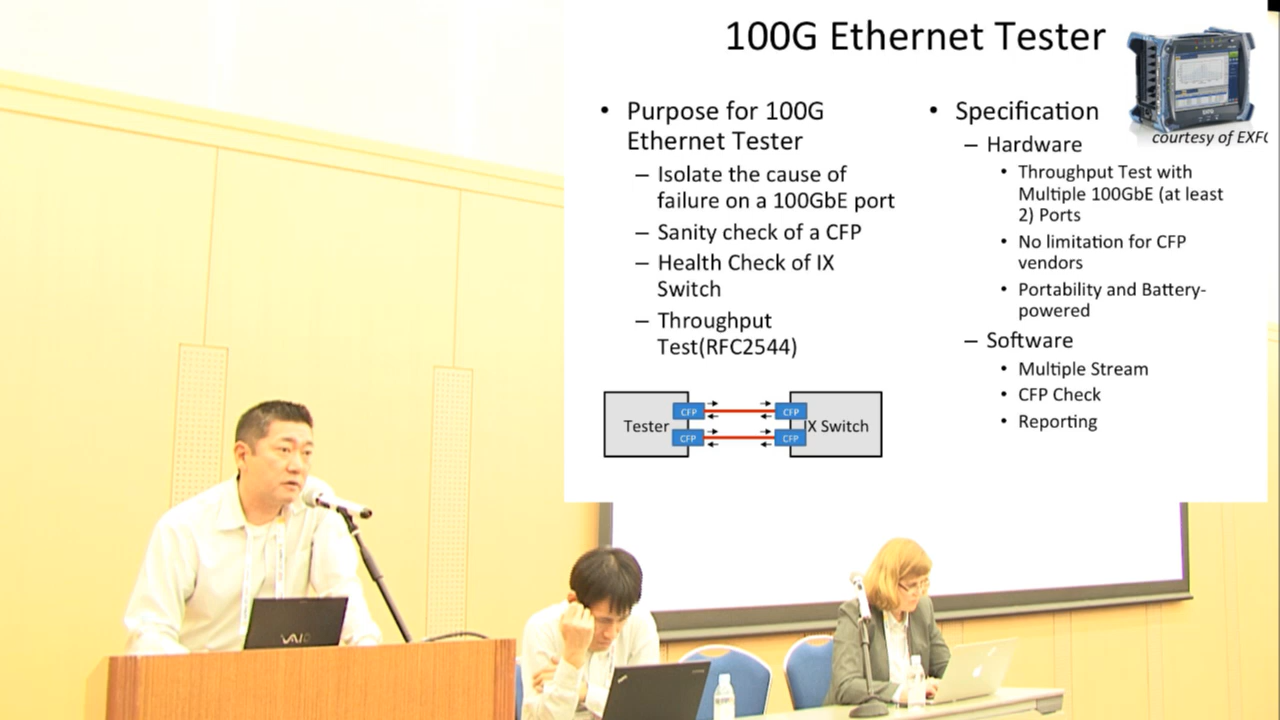 100G Ethernet Tester
• Purpose for 100G
Ethernet Tester
– Isolate the cause of
failure on a 100GbE port
– Sanity check of a CFP
– Health Check of IX
Switch
– Throughput
Test(RFC2544)
Tester
CFP
CFP
CFP
CFP
IX Switch
• Specification
courtesy of EXFO
– Hardware
• Throughput Test with
Multiple 100GbE (at least
2) Ports
• No limitation for CFP
vendors
• Portability and Battery-
powered
– Software
• Multiple Stream
• CFP Check
• Reporting
VAIO